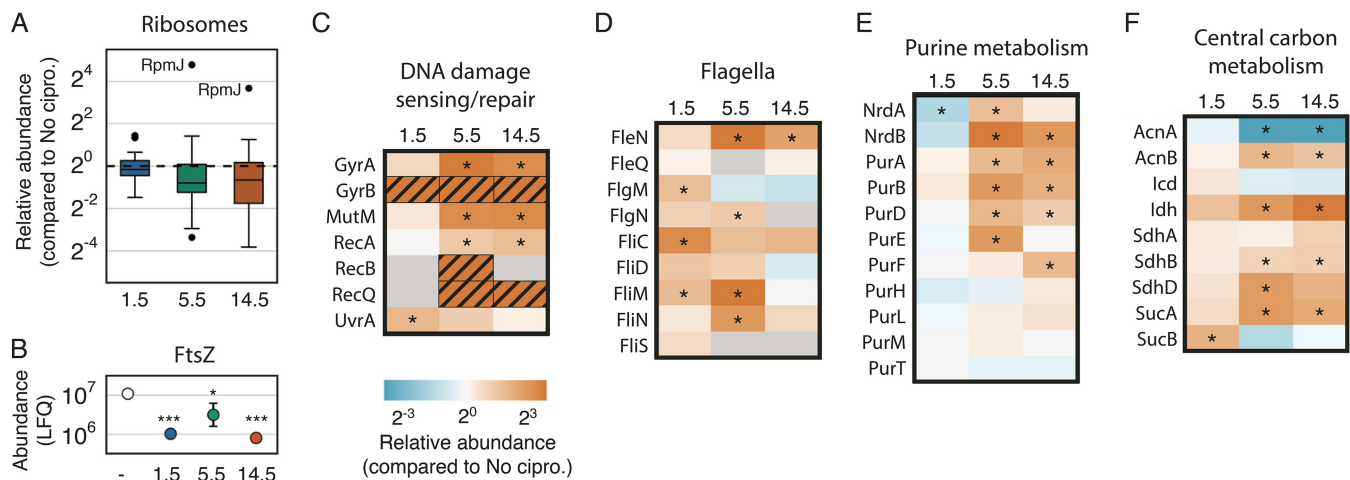 A
Ribosomes
Relative abundance
(compared to No cipro.)
2^4
2^2
2^0
2^-2
2^-4
RpmJ
RpmJ
1.5 5.5 14.5
B
FtsZ
Abundance
(LFQ)
10^7
10^6
***
*
***
- 1.5 5.5 14.5
C
DNA damage
sensing/repair
1.5 5.5 14.5
GyrA * *
GyrB
MutM * *
RecA * *
RecB
RecQ
UvrA *
2^-3 2^0 2^3
Relative abundance
(compared to No cipro.)
D
Flagella
1.5 5.5 14.5
FleN * *
FleQ
FlgM *
FlgN *
FliC *
FliD
FliM * *
FliN *
FliS
E
Purine metabolism
1.5 5.5 14.5
NrdA * *
NrdB * *
PurA * *
PurB * *
PurD * *
PurE *
PurF *
PurH
PurL
PurM
PurT
F
Central carbon
metabolism
1.5 5.5 14.5
AcnA * *
AcnB * *
Icd
Idh * *
SdhA
SdhB * *
SdhD *
SucA * *
SucB *